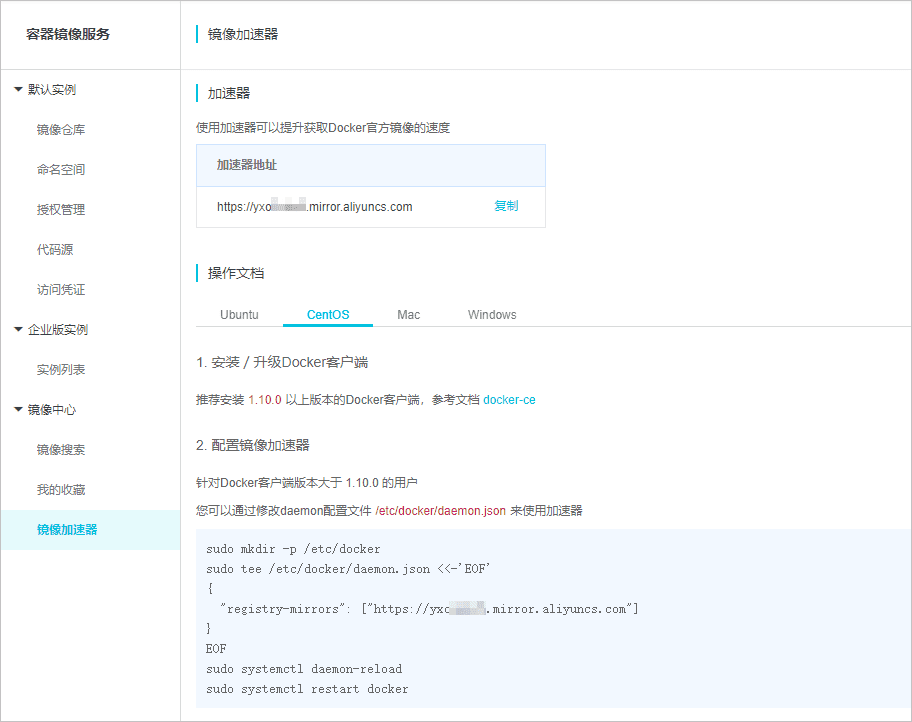 容器镜像服务
默认实例
镜像仓库
命名空间
授权管理
代码源
访问凭证
企业版实例
实例列表
镜像中心
镜像搜索
我的收藏
镜像加速器
镜像加速器
加速器
使用加速器可以提升获取Docker官方镜像的速度
加速器地址
https://yxo .mirror.aliyuncs.com 复制
操作文档
Ubuntu CentOS Mac Windows
1. 安装 / 升级Docker客户端
推荐安装 1.10.0 以上版本的Docker客户端，参考文档 docker-ce
2. 配置镜像加速器
针对Docker客户端版本大于 1.10.0 的用户
您可以通过修改daemon配置文件 /etc/docker/daemon.json 来使用加速器
sudo mkdir -p /etc/docker
sudo tee /etc/docker/daemon.json <<-'EOF'
{
"registry-mirrors": ["https://yxo .mirror.aliyuncs.com"]
}
EOF
sudo systemctl daemon-reload
sudo systemctl restart docker